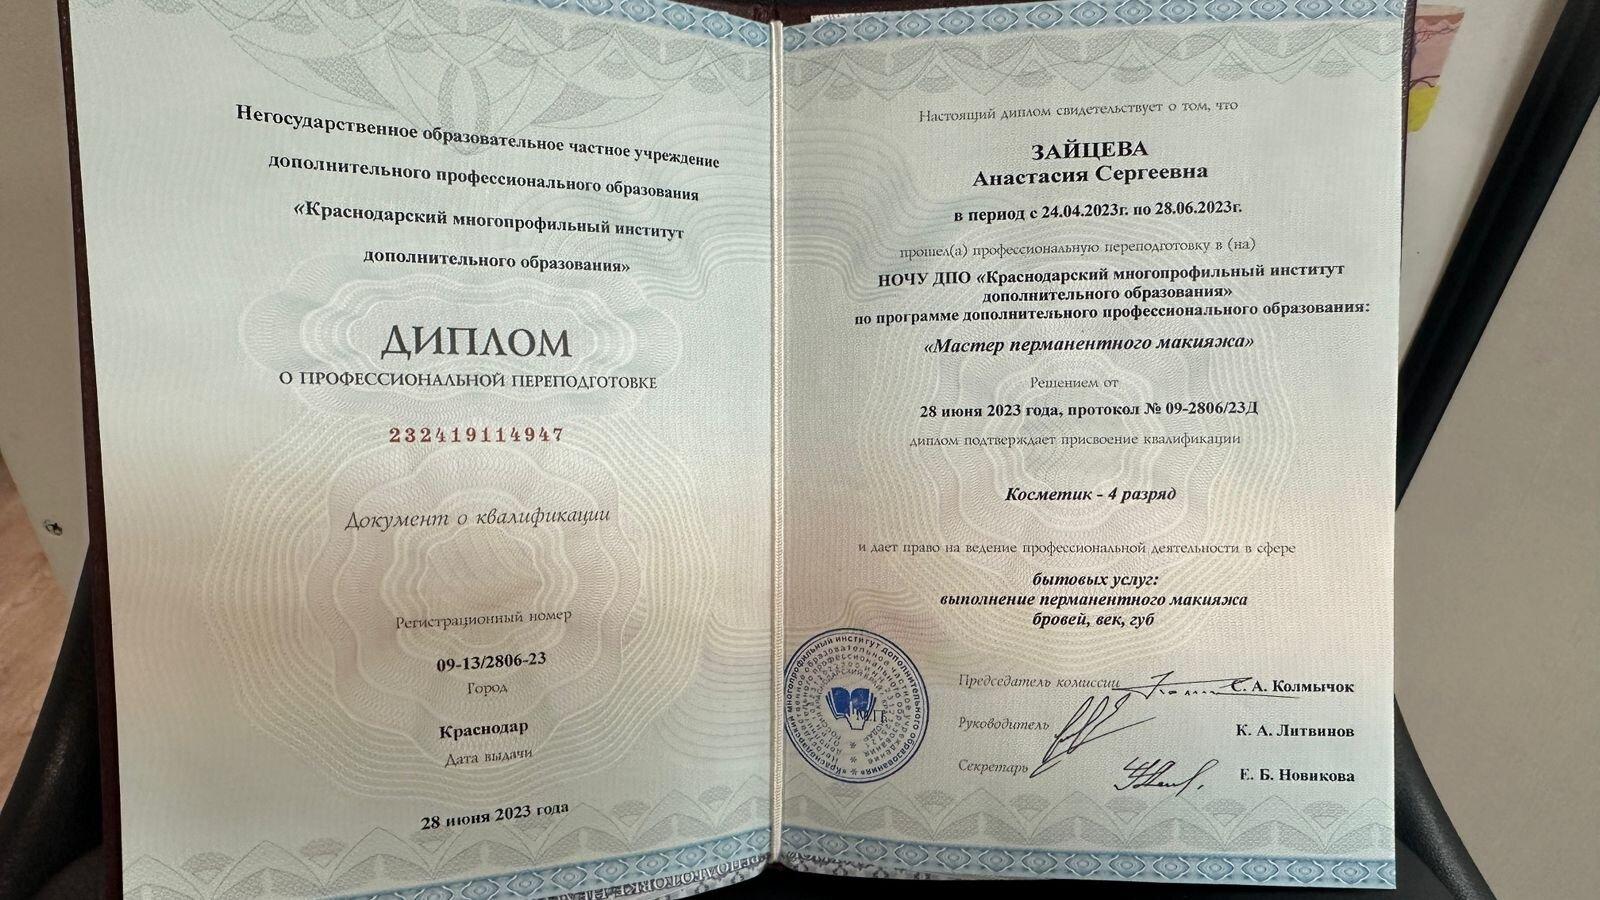 Негосударственное образовательное частное учреждение
дополнительного профессионального образования
«Краснодарский многопрофильный институт
дополнительного образования»
ДИПЛОМ
О ПРОФЕССИОНАЛЬНОЙ ПЕРЕПОДГОТОВКЕ
232419114947
Документ о квалификации
Регистрационный номер
09-13/2806-23
Город
Краснодар
Дата выдачи
28 июня 2023 года
Настоящий диплом свидетельствует о том, что
ЗАЙЦЕВА
Анастасия Сергеевна
в период с 24.04.2023г. по 28.06.2023г.
прошел(а) профессиональную переподготовку в (на)
НОЧУ ДПО «Краснодарский многопрофильный институт
дополнительного образования»
по программе дополнительного профессионального образования:
«Мастер перманентного макияжа»
Решением от
28 июня 2023 года, протокол № 09-2806/23Д
диплом подтверждает присвоение квалификации
Косметик - 4 разряд
и дает право на ведение профессиональной деятельности в сфере
бытовых услуг:
выполнение перманентного макияжа
бровей, век, губ
Председатель комиссии С. А. Колмычок
Руководитель К. А. Литвинов
Секретарь Е. Б. Новикова
М.П.
«Краснодарский многопрофильный институт дополнительного образования»